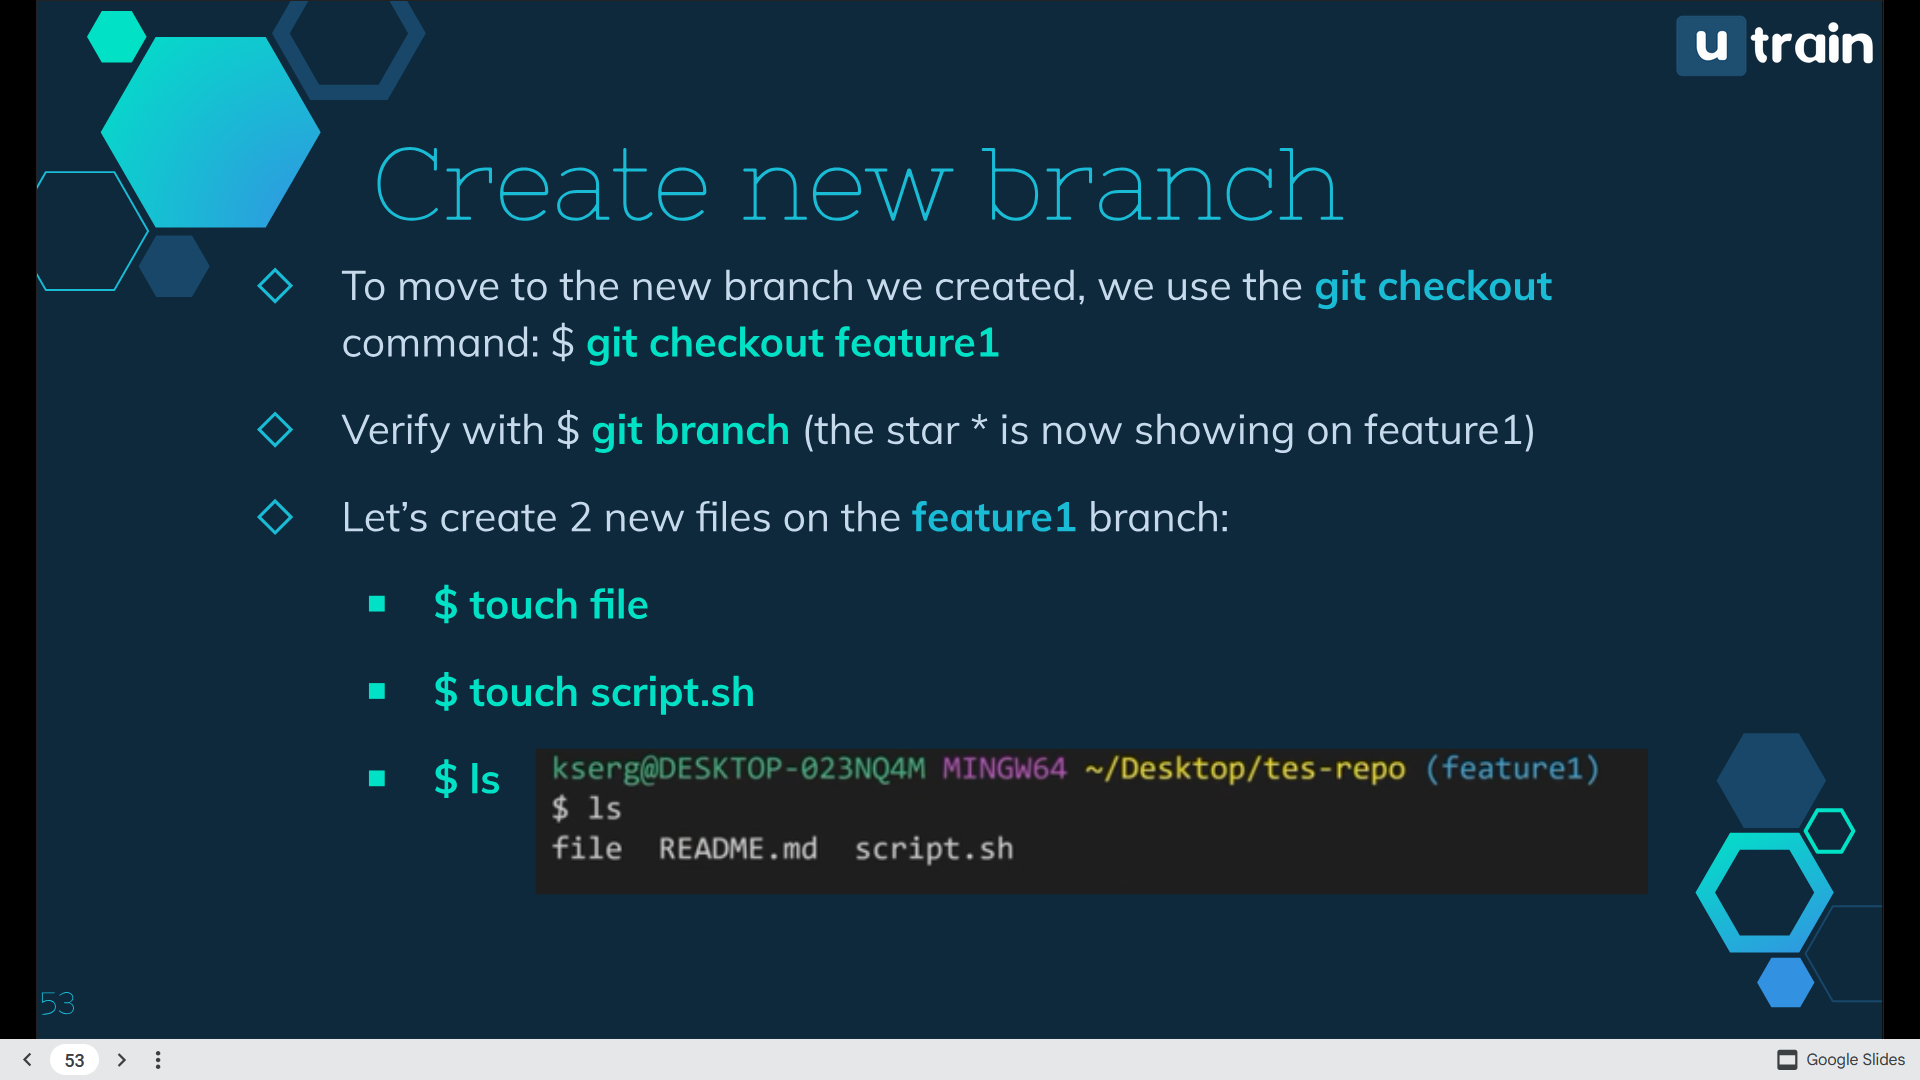 u train
Create new branch
To move to the new branch we created, we use the git checkout
command: $ git checkout feature1
Verify with $ git branch (the star * is now showing on feature1)
Let’s create 2 new files on the feature1 branch:
$ touch file
$ touch script.sh
$ ls
kserg@DESKTOP-023NQ4M MINGW64 ~/Desktop/tes-repo (feature1)
$ ls
file README.md script.sh
53
53
Google Slides